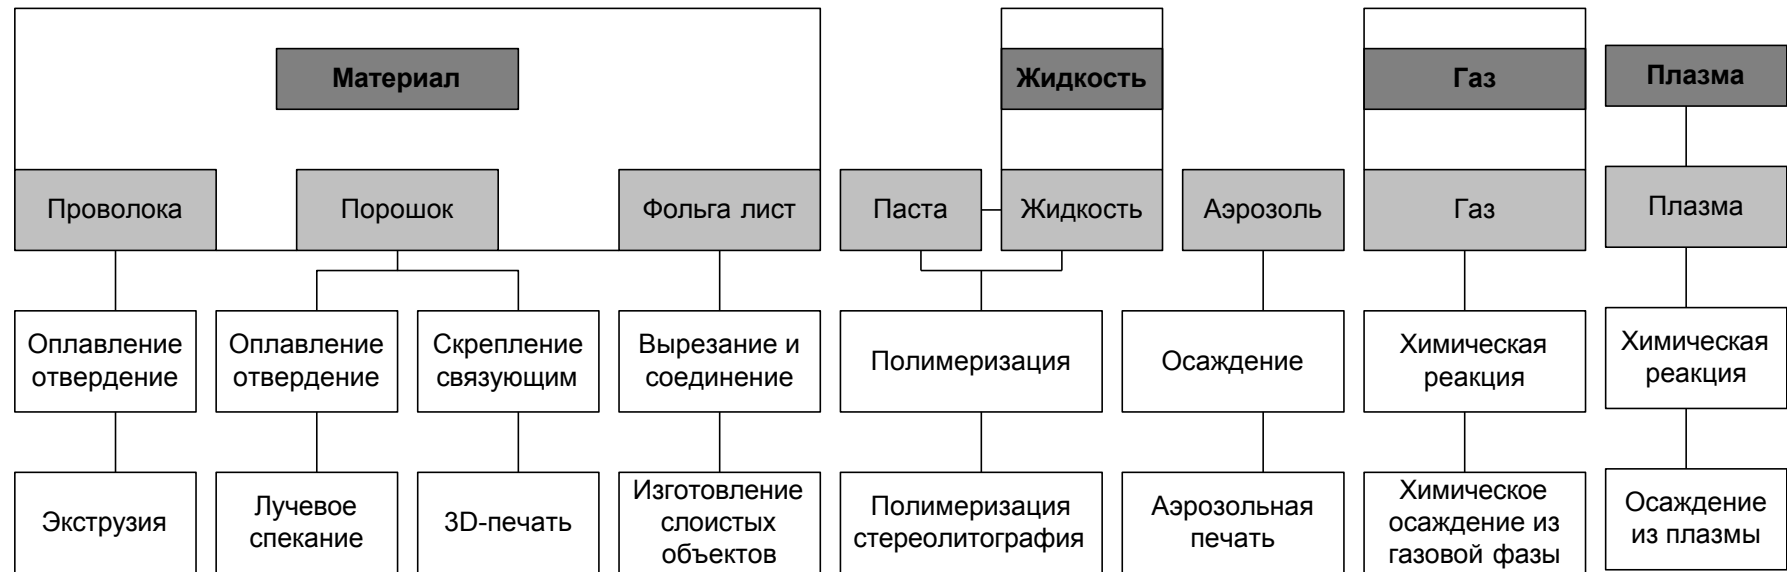 Материал
Жидкость
Газ
Плазма
Проволока
Порошок
Фольга лист
Паста
Жидкость
Аэрозоль
Газ
Плазма
Оплавление
отвердение
Оплавление
отвердение
Скрепление
связующим
Вырезание и
соединение
Полимеризация
Осаждение
Химическая
реакция
Химическая
реакция
Экструзия
Лучевое
спекание
3D-печать
Изготовление
слоистых
объектов
Полимеризация
стереолитография
Аэрозольная
печать
Химическое
осаждение из
газовой фазы
Осаждение
из плазмы